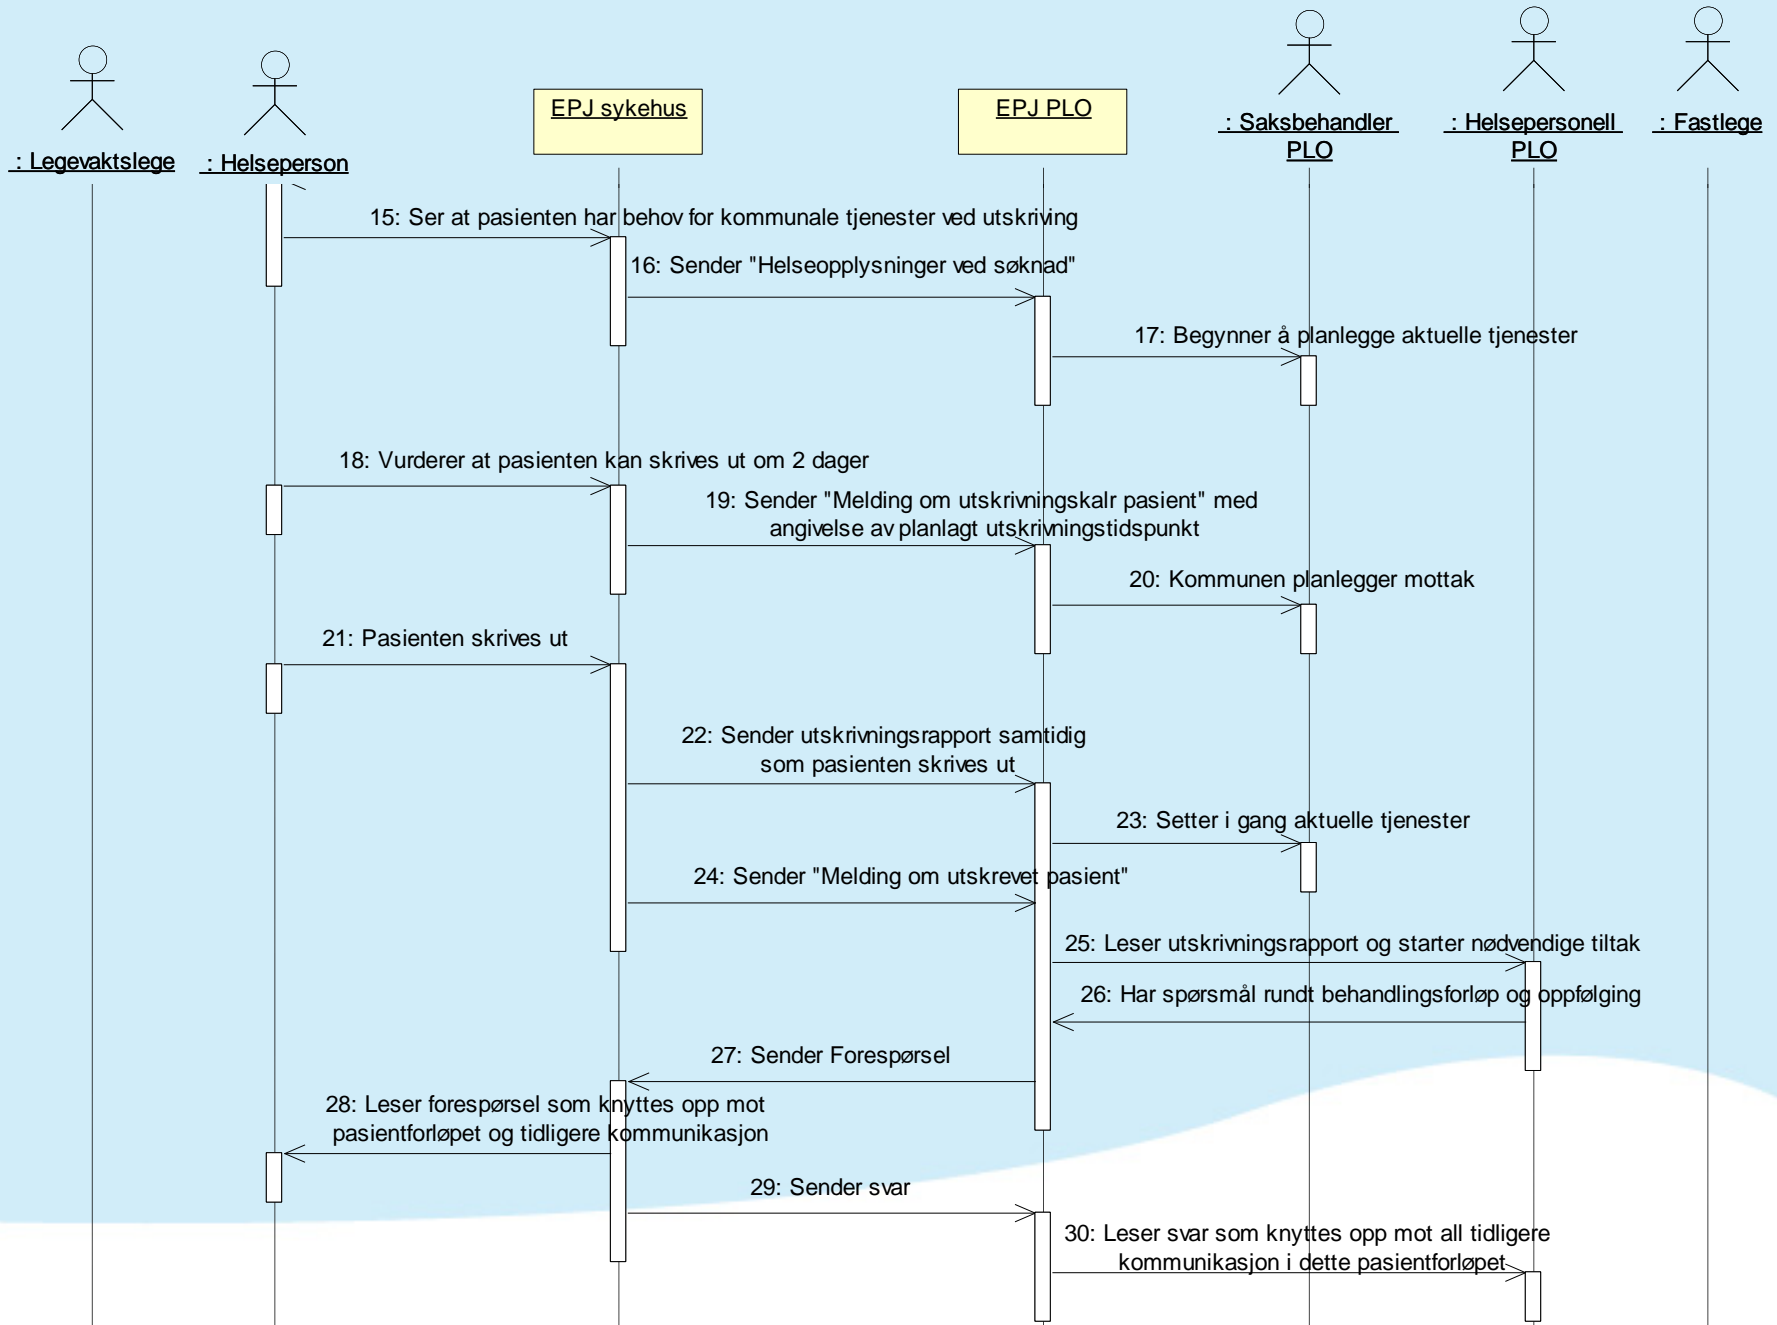 : Legevaktslege
: Helseperson
EPJ sykehus
EPJ PLO
: Saksbehandler
PLO
: Helsepersonell
PLO
: Fastlege
15: Ser at pasienten har behov for kommunale tjenester ved utskriving
16: Sender "Helseopplysninger ved søknad"
17: Begynner å planlegge aktuelle tjenester
18: Vurderer at pasienten kan skrives ut om 2 dager
19: Sender "Melding om utskrivningskalr pasient" med
angivelse av planlagt utskrivningstidspunkt
20: Kommunen planlegger mottak
21: Pasienten skrives ut
22: Sender utskrivningsrapport samtidig
som pasienten skrives ut
23: Setter i gang aktuelle tjenester
24: Sender "Melding om utskrevet pasient"
25: Leser utskrivningsrapport og starter nødvendige tiltak
26: Har spørsmål rundt behandlingsforløp og oppfølging
27: Sender Forespørsel
28: Leser forespørsel som knyttes opp mot
pasientforløpet og tidligere kommunikasjon
29: Sender svar
30: Leser svar som knyttes opp mot all tidligere
kommunikasjon i dette pasientforløpet